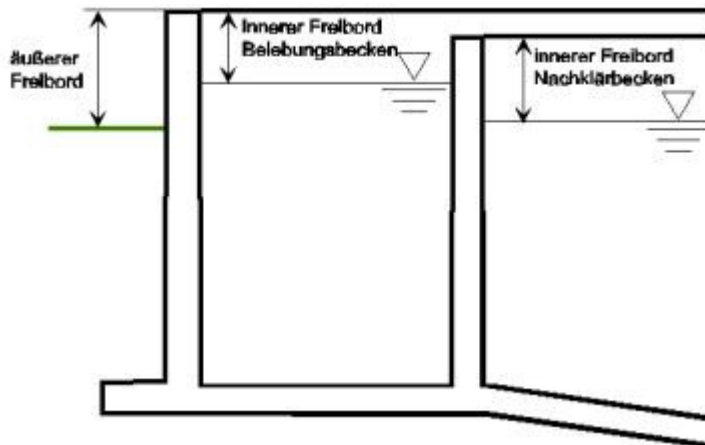 äußerer
Freibord
Innerer Freibord
Belebungsbecken
innerer Freibord
Nachklärbecken